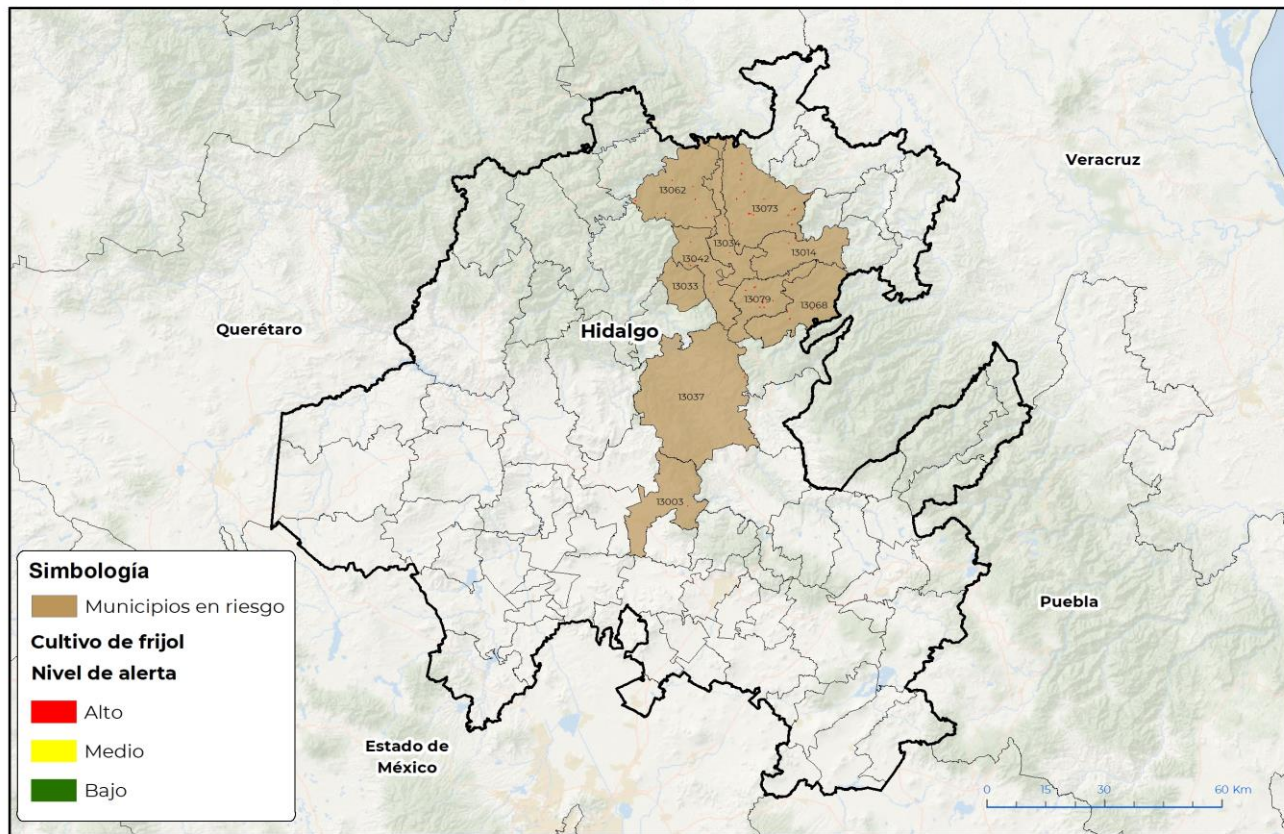 Veracruz
13062
13073
13034
13042
13014
13033
13079
13068
Querétaro
Hidalgo
13037
13003
Simbología
Municipios en riesgo
Cultivo de frijol
Nivel de alerta
Alto
Medio
Bajo
Puebla
Estado de
México
0 15 30 60 Km